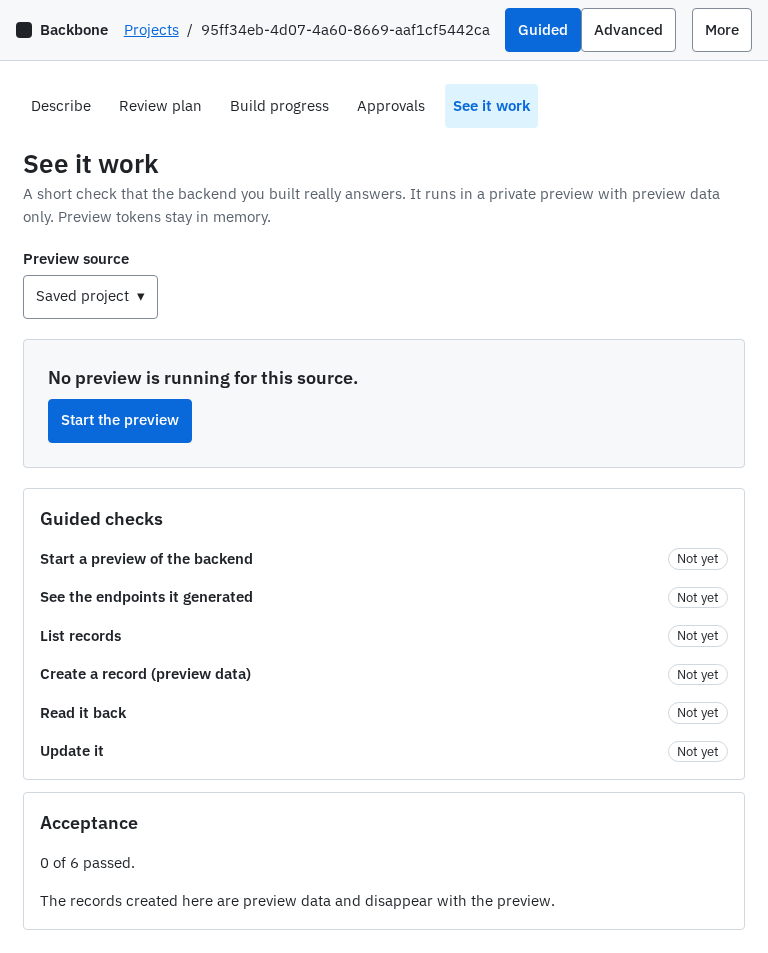 Backbone Projects / 95ff34eb-4d07-4a60-8669-aaf1cf5442ca Guided Advanced More
Describe Review plan Build progress Approvals See it work
See it work
A short check that the backend you built really answers. It runs in a private preview with preview data
only. Preview tokens stay in memory.
Preview source
Saved project ▾
No preview is running for this source.
Start the preview
Guided checks
Start a preview of the backend Not yet
See the endpoints it generated Not yet
List records Not yet
Create a record (preview data) Not yet
Read it back Not yet
Update it Not yet
Acceptance
0 of 6 passed.
The records created here are preview data and disappear with the preview.